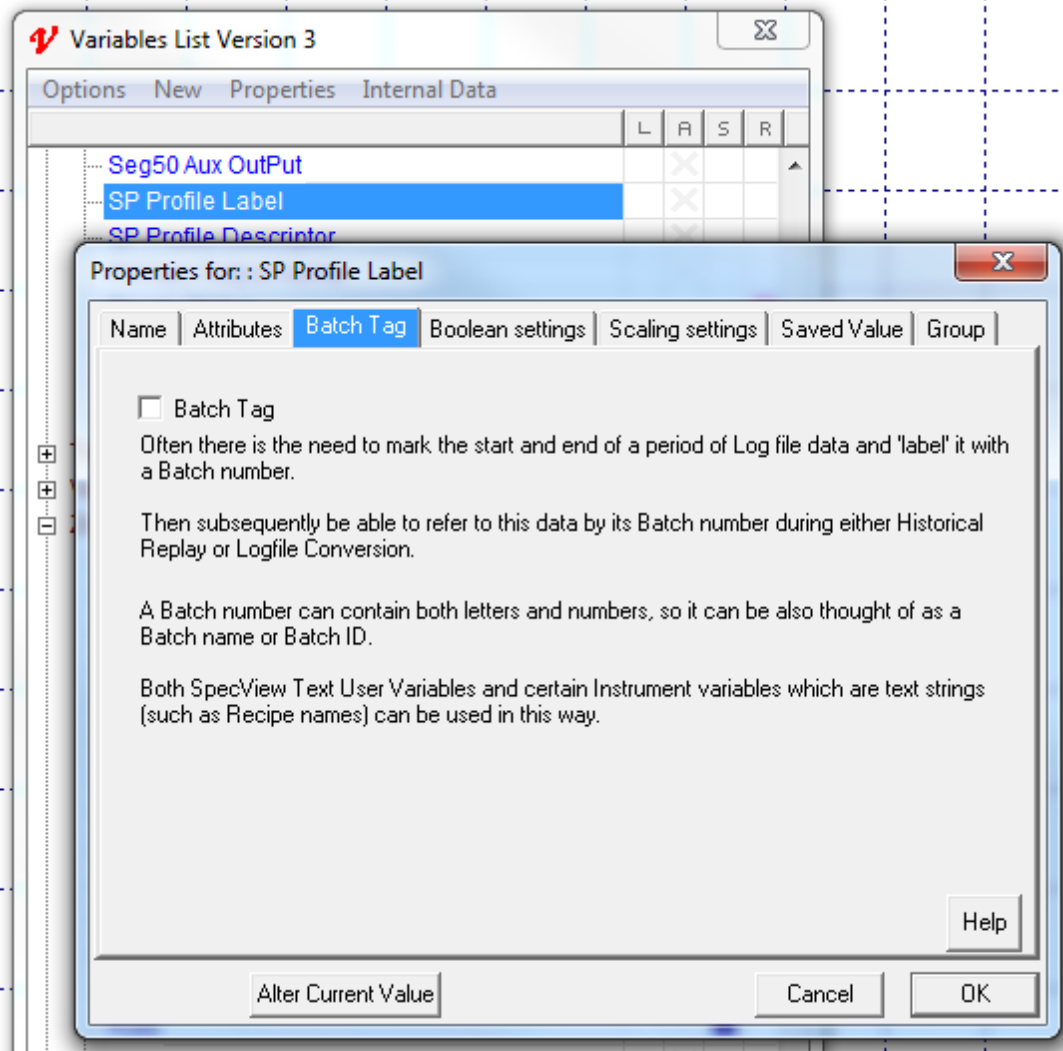 Variables List Version 3
Options New Properties Internal Data
L A S R
Seg50 Aux OutPut
SP Profile Label
SP Profile Descriptor
Properties for: : SP Profile Label
Name Attributes Batch Tag Boolean settings Scaling settings Saved Value Group
Batch Tag
Often there is the need to mark the start and end of a period of Log file data and 'label' it with
a Batch number.
Then subsequently be able to refer to this data by its Batch number during either Historical
Replay or Logfile Conversion.
A Batch number can contain both letters and numbers, so it can be also thought of as a
Batch name or Batch ID.
Both SpecView Text User Variables and certain Instrument variables which are text strings
(such as Recipe names) can be used in this way.
Help
Alter Current Value Cancel OK